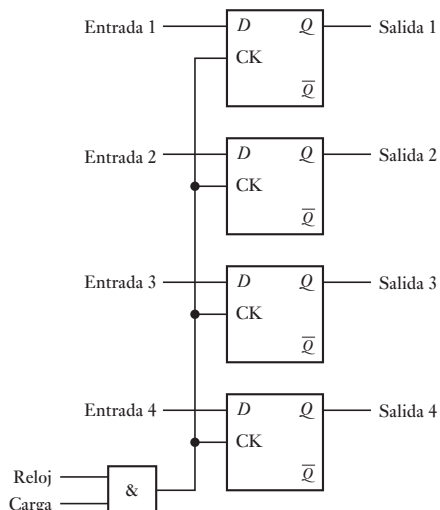 Entrada 1 D Q Salida 1
CK
Q
Entrada 2 D Q Salida 2
CK
Q
Entrada 3 D Q Salida 3
CK
Q
Entrada 4 D Q Salida 4
CK
Q
Reloj
&
Carga